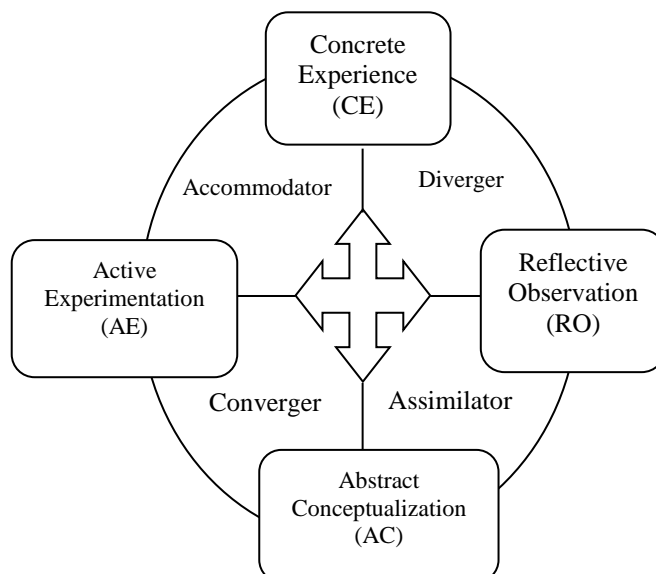 Concrete
Experience
(CE)
Accommodator
Diverger
Active
Experimentation
(AE)
Reflective
Observation
(RO)
Converger
Assimilator
Abstract
Conceptualization
(AC)